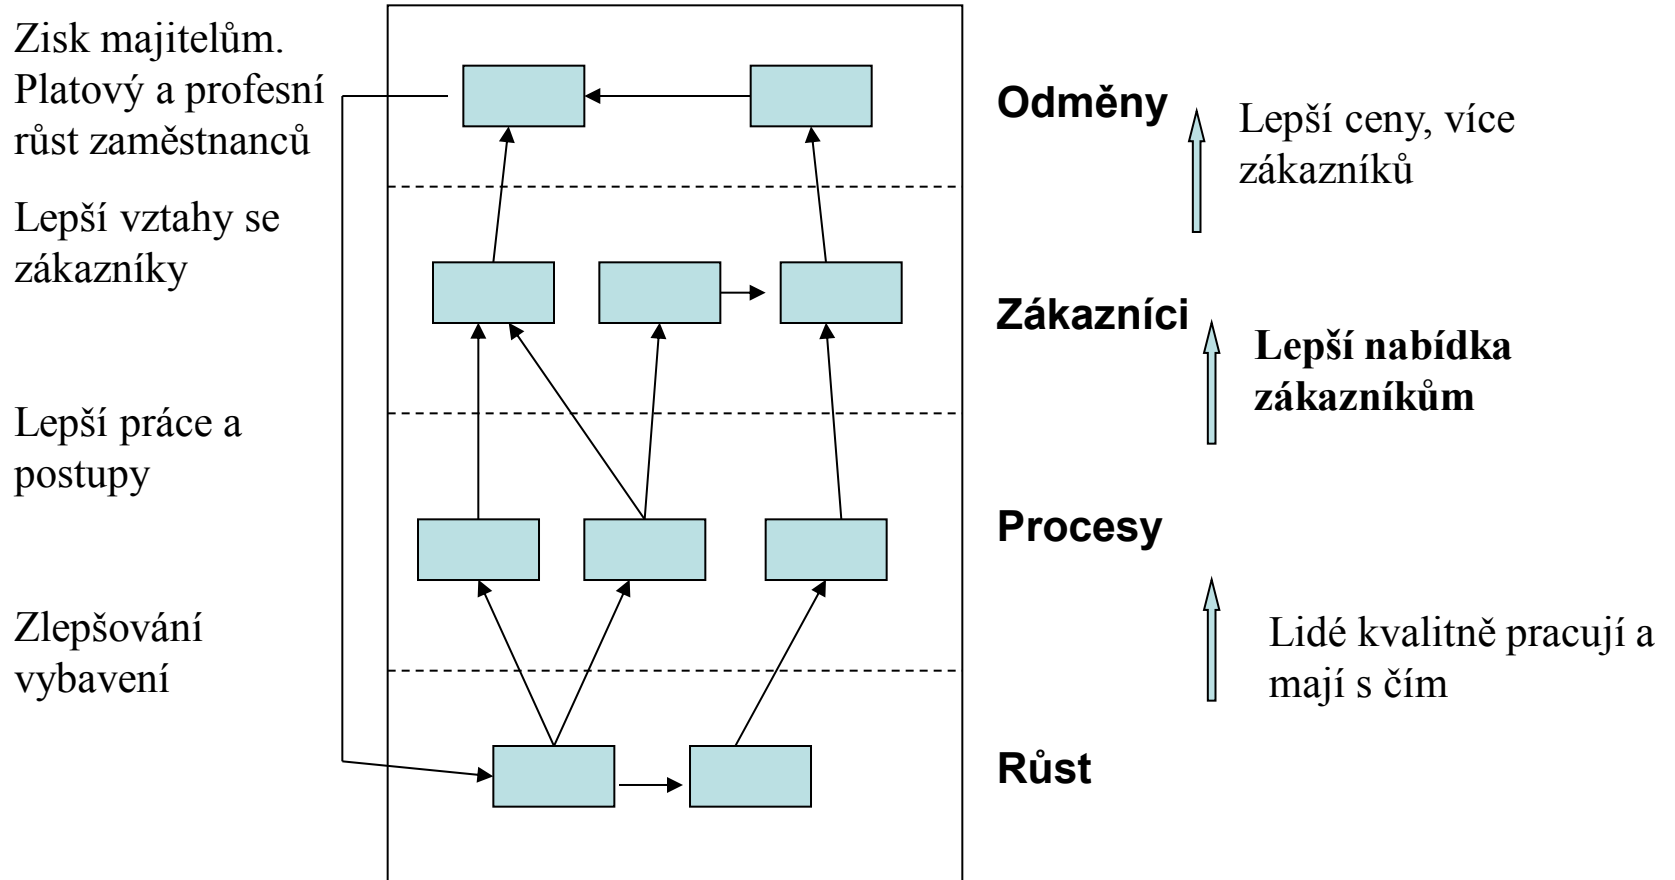 Zisk majitelům.
Platový a profesní
růst zaměstnanců
Odměny
Lepší ceny, více
zákazníků
Lepší vztahy se
zákazníky
Zákazníci
Lepší nabídka
zákazníkům
Lepší práce a
postupy
Procesy
Zlepšování
vybavení
Lidé kvalitně pracují a
mají s čím
Růst